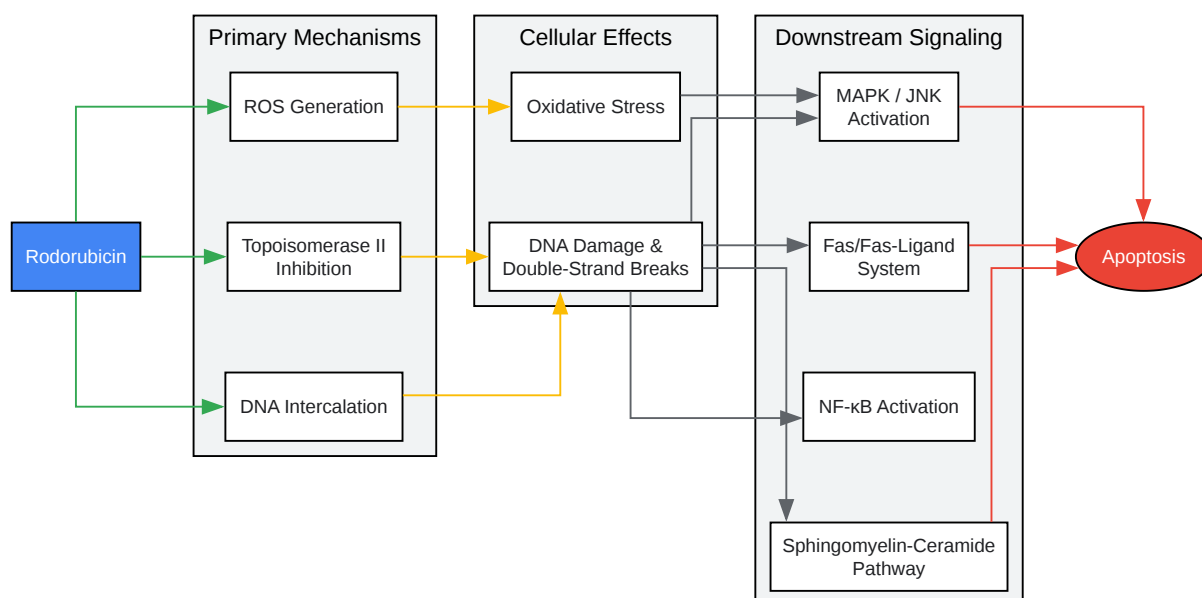 Primary Mechanisms
Cellular Effects
Downstream Signaling
ROS Generation
Oxidative Stress
MAPK / JNK
Activation
Rodorubicin
Topoisomerase II
Inhibition
DNA Damage &
Double-Strand Breaks
Fas/Fas-Ligand
System
Apoptosis
DNA Intercalation
NF-κB Activation
Sphingomyelin-Ceramide
Pathway